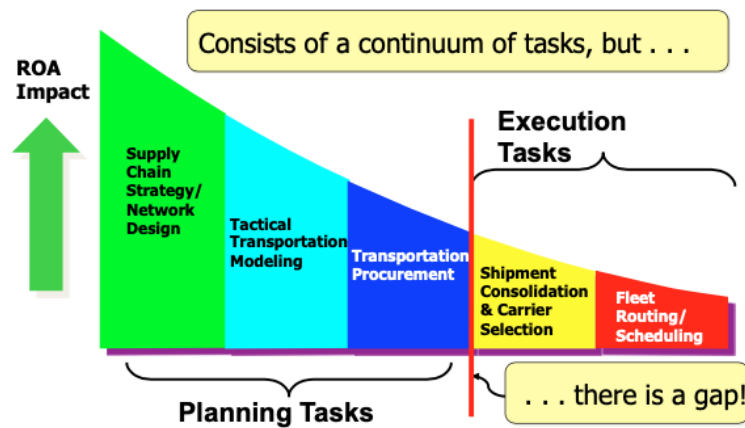 Consists of a continuum of tasks, but . . .
ROA
Impact
Execution
Tasks
Supply
Chain
Strategy/
Network
Design
Tactical
Transportation
Modeling
Transportation
Procurement
Shipment
Consolidation
& Carrier
Selection
Fleet
Routing/
Scheduling
Planning Tasks
. . . there is a gap!